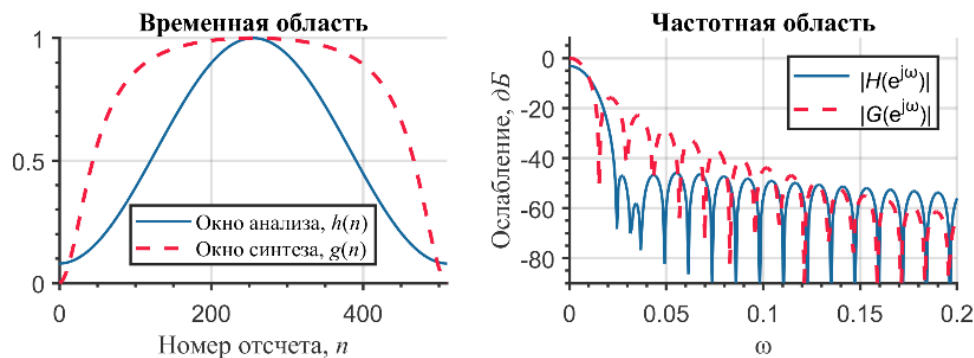 Временная область
1
0.5
0
0
200
400
Окно анализа, h(n)
Окно синтеза, g(n)
Номер отсчета, n
Частотная область
0
-20
-40
-60
-80
0
0.05
0.1
0.15
0.2
Ослабление, дБ
|H(e^{jω})|
|G(e^{jω})|
ω